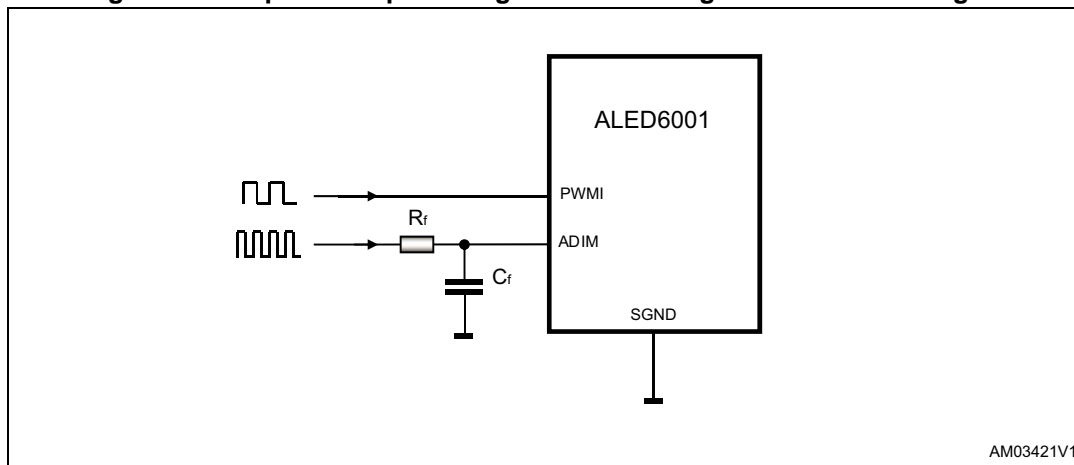 ALED6001
PWMI
Rf
ADIM
Cf
SGND
AM03421V1